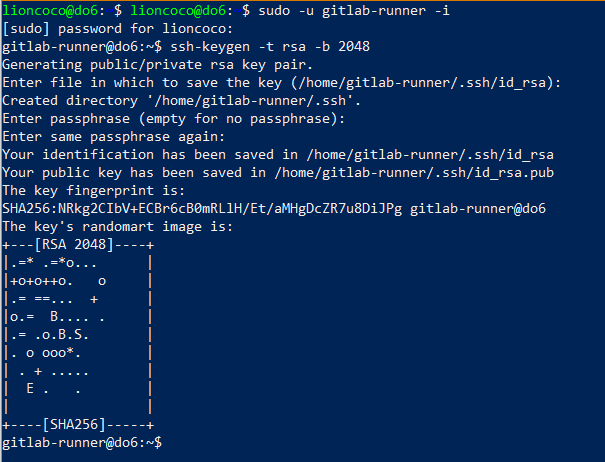 lioncoco@do6: $ lioncoco@do6: $ sudo -u gitlab-runner -i
[sudo] password for lioncoco:
gitlab-runner@do6:~$ ssh-keygen -t rsa -b 2048
Generating public/private rsa key pair.
Enter file in which to save the key (/home/gitlab-runner/.ssh/id_rsa):
Created directory '/home/gitlab-runner/.ssh'.
Enter passphrase (empty for no passphrase):
Enter same passphrase again:
Your identification has been saved in /home/gitlab-runner/.ssh/id_rsa
Your public key has been saved in /home/gitlab-runner/.ssh/id_rsa.pub
The key fingerprint is:
SHA256:NRkg2CIbV+ECBr6cB0mRLlH/Et/aMHgDcZR7u8DiJPg gitlab-runner@do6
The key's randomart image is:
+---[RSA 2048]----+
|.=* .=*o...      |
|+o+o++o.   o     |
|.= ==...  +      |
|o.=  B.... .     |
|.= .o.B.S.       |
|. o ooo*.        |
| . + .....       |
|  E .   .        |
|                 |
+----[SHA256]-----+
gitlab-runner@do6:~$